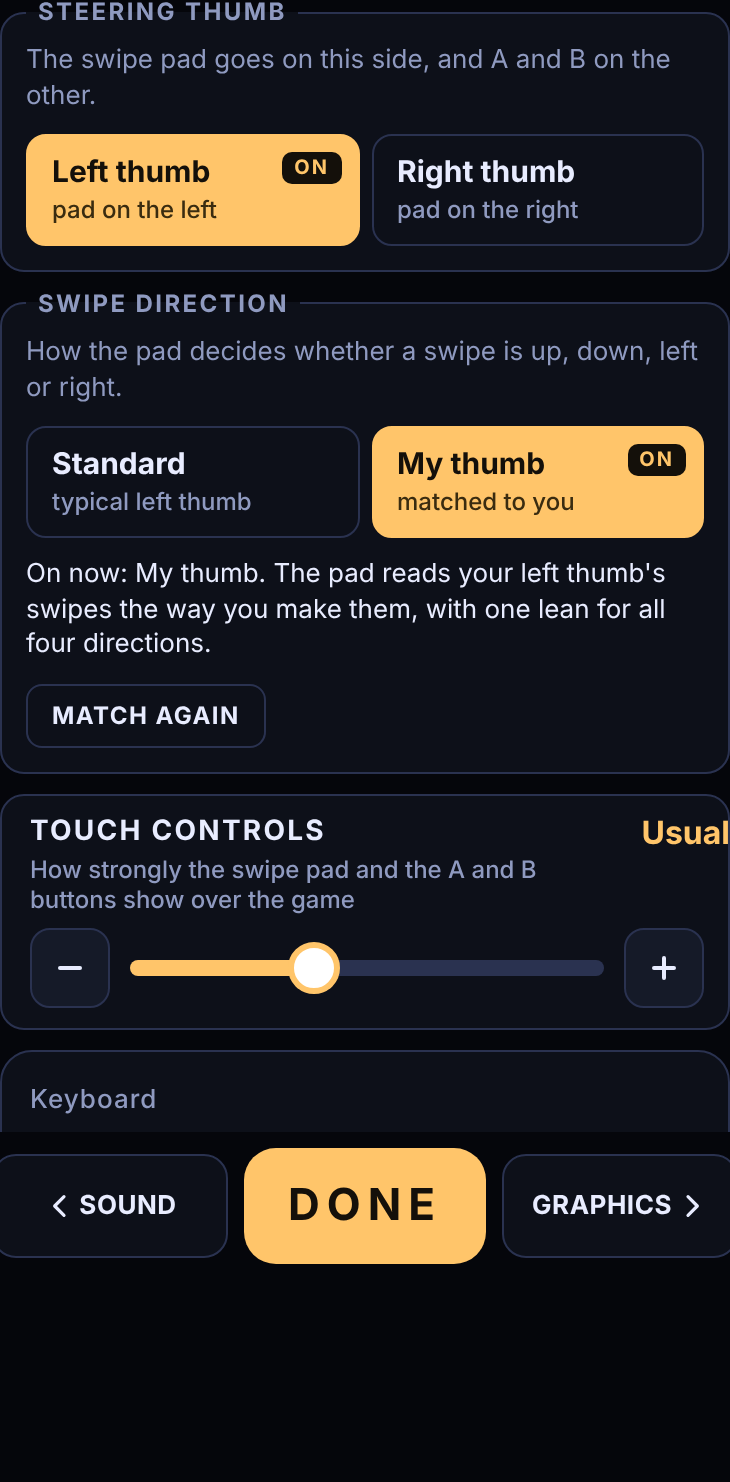 STEERING THUMB
The swipe pad goes on this side, and A and B on the
other.
Left thumb
ON
pad on the left
Right thumb
pad on the right
SWIPE DIRECTION
How the pad decides whether a swipe is up, down, left
or right.
Standard
typical left thumb
My thumb
ON
matched to you
On now: My thumb. The pad reads your left thumb's
swipes the way you make them, with one lean for all
four directions.
MATCH AGAIN
TOUCH CONTROLS
Usual
How strongly the swipe pad and the A and B
buttons show over the game
Keyboard
SOUND
DONE
GRAPHICS